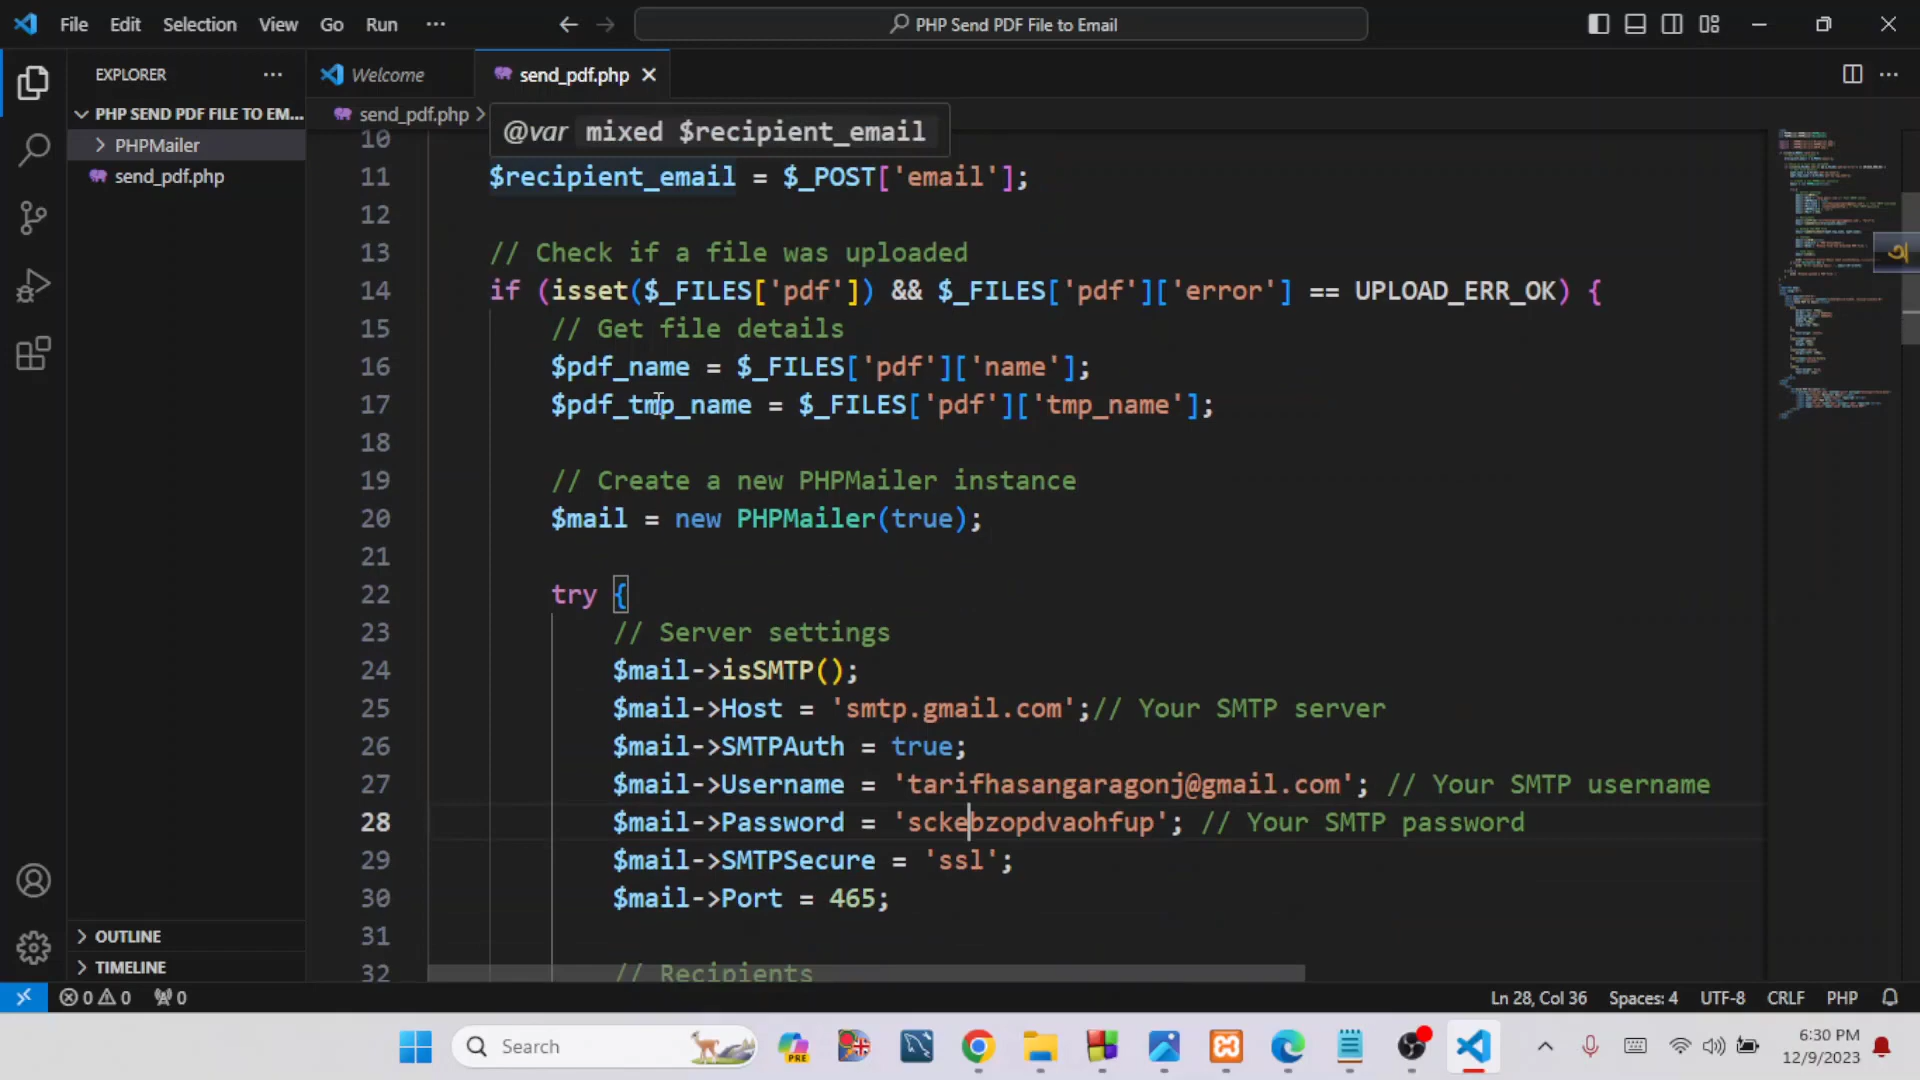 File Edit Selection View Go Run ··· PHP Send PDF File to Email
EXPLORER ···
PHP SEND PDF FILE TO EM...
PHPMailer
send_pdf.php
OUTLINE
TIMELINE
Welcome send_pdf.php
send_pdf.php
@var mixed $recipient_email
10
11 $recipient_email = $_POST['email'];
12
13 // Check if a file was uploaded
14 if (isset($_FILES['pdf']) && $_FILES['pdf']['error'] == UPLOAD_ERR_OK) {
15 // Get file details
16 $pdf_name = $_FILES['pdf']['name'];
17 $pdf_tmp_name = $_FILES['pdf']['tmp_name'];
18
19 // Create a new PHPMailer instance
20 $mail = new PHPMailer(true);
21
22 try {
23 // Server settings
24 $mail->isSMTP();
25 $mail->Host = 'smtp.gmail.com';// Your SMTP server
26 $mail->SMTPAuth = true;
27 $mail->Username = 'tarifhasangaragonj@gmail.com'; // Your SMTP username
28 $mail->Password = 'sckebzopdvaohfup'; // Your SMTP password
29 $mail->SMTPSecure = 'ssl';
30 $mail->Port = 465;
31
32 // Recipients
অ
0 0 0 Ln 28, Col 36 Spaces: 4 UTF-8 CRLF PHP
Search PRE 6:30 PM
12/9/2023